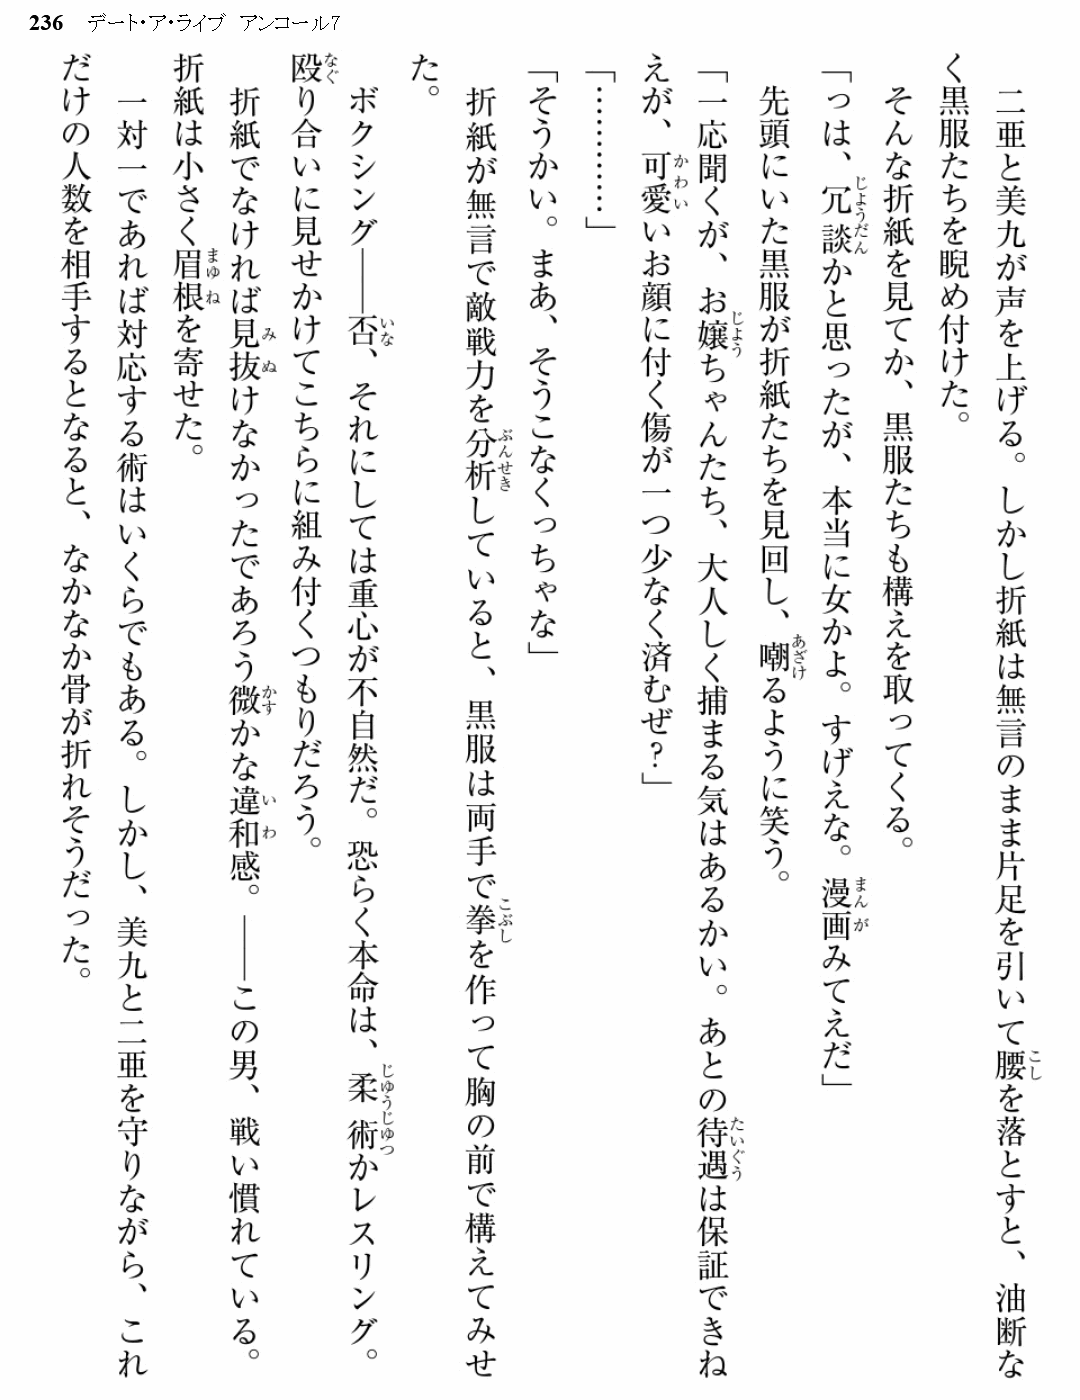 236 デート・ア・ライブ アンコール7
二亜と美九が声を上げる。しかし折紙は無言のまま片足を引いて腰を落とすと、油断な
く黒服たちを睨め付けた。
そんな折紙を見てか、黒服たちも構えを取ってくる。
「っは、冗談かと思ったが、本当に女かよ。すげえな。漫画みてえだ」
先頭にいた黒服が折紙たちを見回し、嘲るように笑う。
「一応聞くが、お嬢ちゃんたち、大人しく捕まる気はあるかい。あとの待遇は保証できね
えが、可愛いお顔に付く傷が一つ少なく済むぜ?」
「…………」
「そうかい。まあ、そうこなくっちゃな」
折紙が無言で敵戦力を分析していると、黒服は両手で拳を作って胸の前で構えてみせ
た。
ボクシング――否、それにしては重心が不自然だ。恐らく本命は、柔術かレスリング。
殴り合いに見せかけてこちらに組み付くつもりだろう。
折紙でなければ見抜けなかったであろう微かな違和感。――この男、戦い慣れている。
折紙は小さく眉根を寄せた。
一対一であれば対応する術はいくらでもある。しかし、美九と二亜を守りながら、これ
だけの人数を相手するとなると、なかなか骨が折れそうだった。